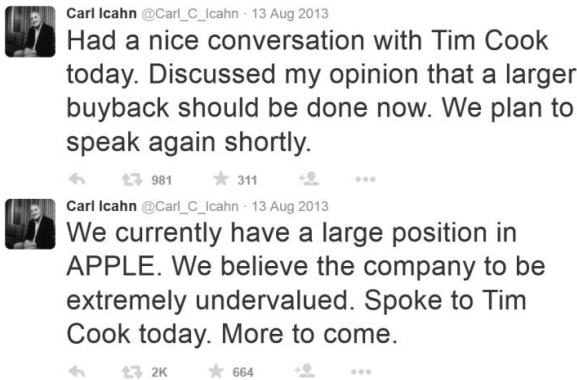 Carl Icahn @Carl_C_Icahn · 13 Aug 2013
Had a nice conversation with Tim Cook
today. Discussed my opinion that a larger
buyback should be done now. We plan to
speak again shortly.
981 311
Carl Icahn @Carl_C_Icahn · 13 Aug 2013
We currently have a large position in
APPLE. We believe the company to be
extremely undervalued. Spoke to Tim
Cook today. More to come.
2K 664